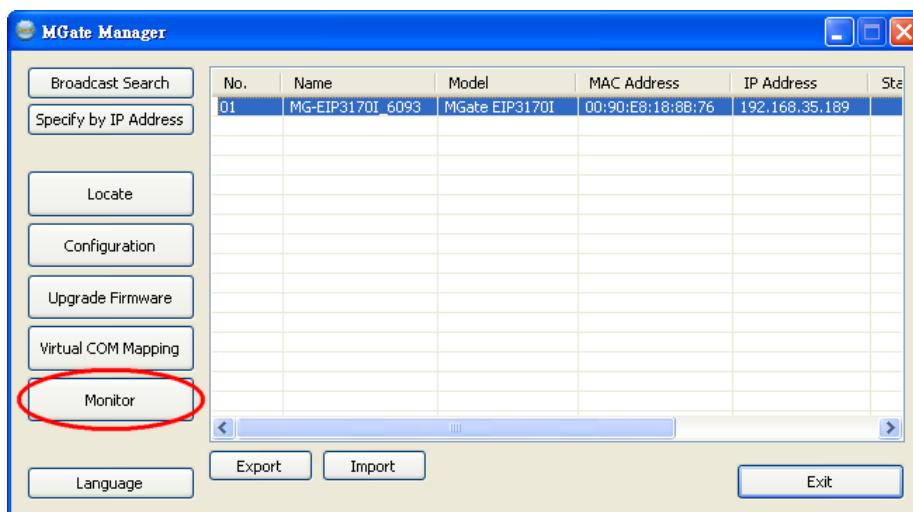 MGate Manager
Broadcast Search
Specify by IP Address
Locate
Configuration
Upgrade Firmware
Virtual COM Mapping
Monitor
Language
No. Name Model MAC Address IP Address Sta
01 MG-EIP3170I_6093 MGate EIP3170I 00:90:E8:18:8B:76 192.168.35.189
Export Import
Exit